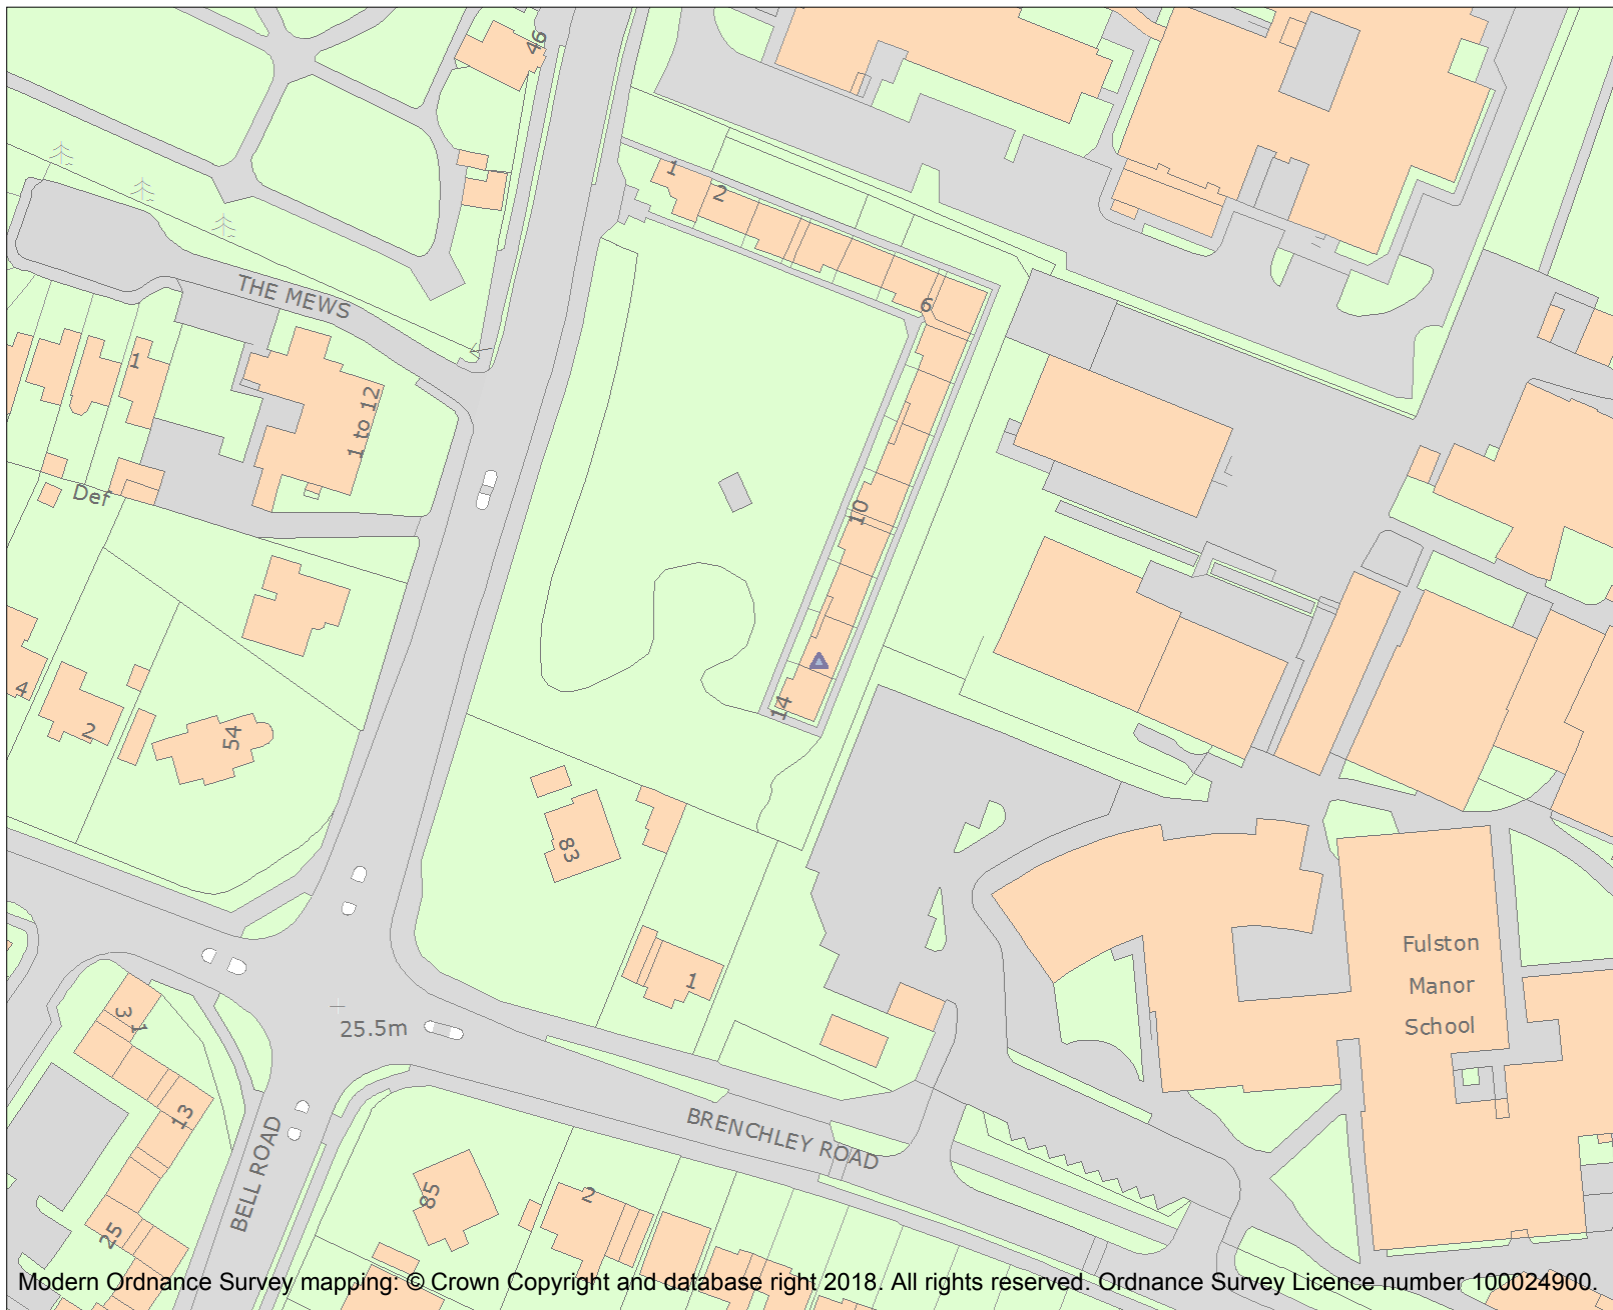 46
1
2
THE MEWS
6
1
1 to 12
Def
10
4
2
54
14
83
1
Fulston
Manor
School
3
1
25.5m
13
BRENCHLEY ROAD
BELL ROAD
85
2
25
Modern Ordnance Survey mapping: © Crown Copyright and database right 2018. All rights reserved. Ordnance Survey Licence number 100024900.